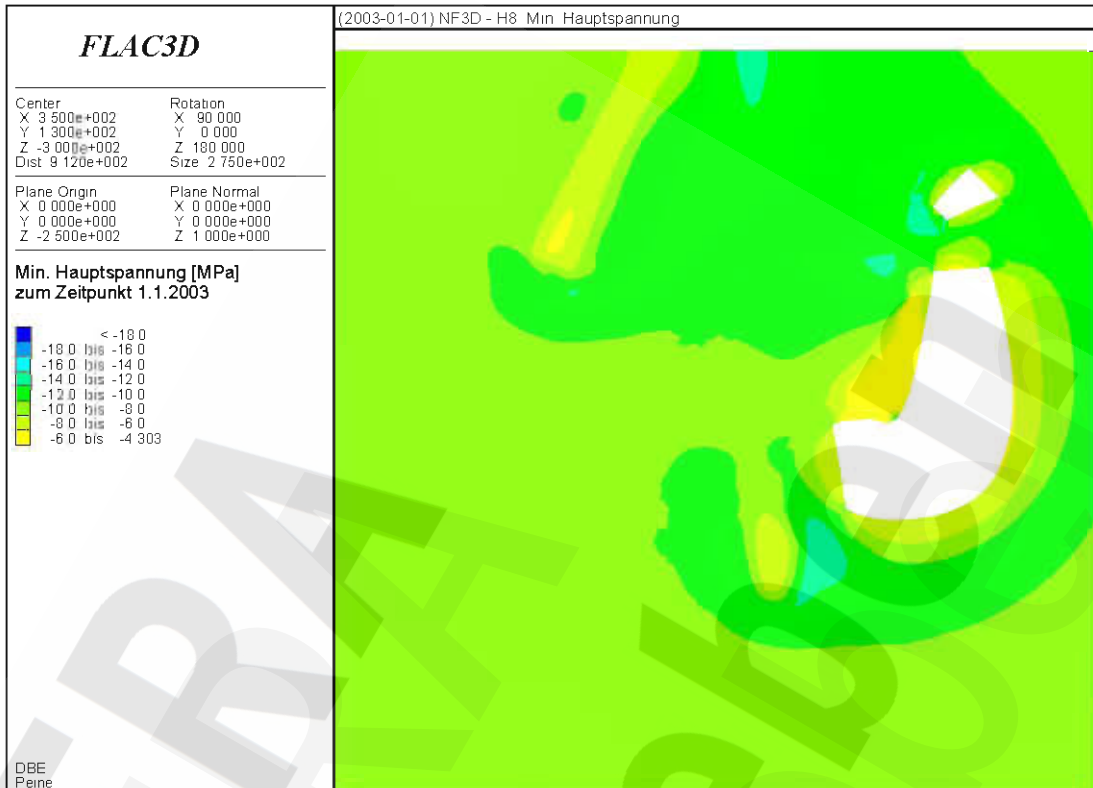 (2003-01-01) NF3D - H8 Min Hauptspannung
FLAC3D
Center Rotation
X 3 500e+002 X 90 000
Y 1 300e+002 Y 0 000
Z -3 000e+002 Z 180 000
Dist 9 120e+002 Size 2 750e+002
Plane Origin Plane Normal
X 0 000e+000 X 0 000e+000
Y 0 000e+000 Y 0 000e+000
Z -2 500e+002 Z 1 000e+000
Min. Hauptspannung [MPa]
zum Zeitpunkt 1.1.2003
< -18 0
-18 0 bis -16 0
-16 0 bis -14 0
-14 0 bis -12 0
-12 0 bis -10 0
-10 0 bis -8 0
-8 0 bis -6 0
-6 0 bis -4 303
DBE
Peine